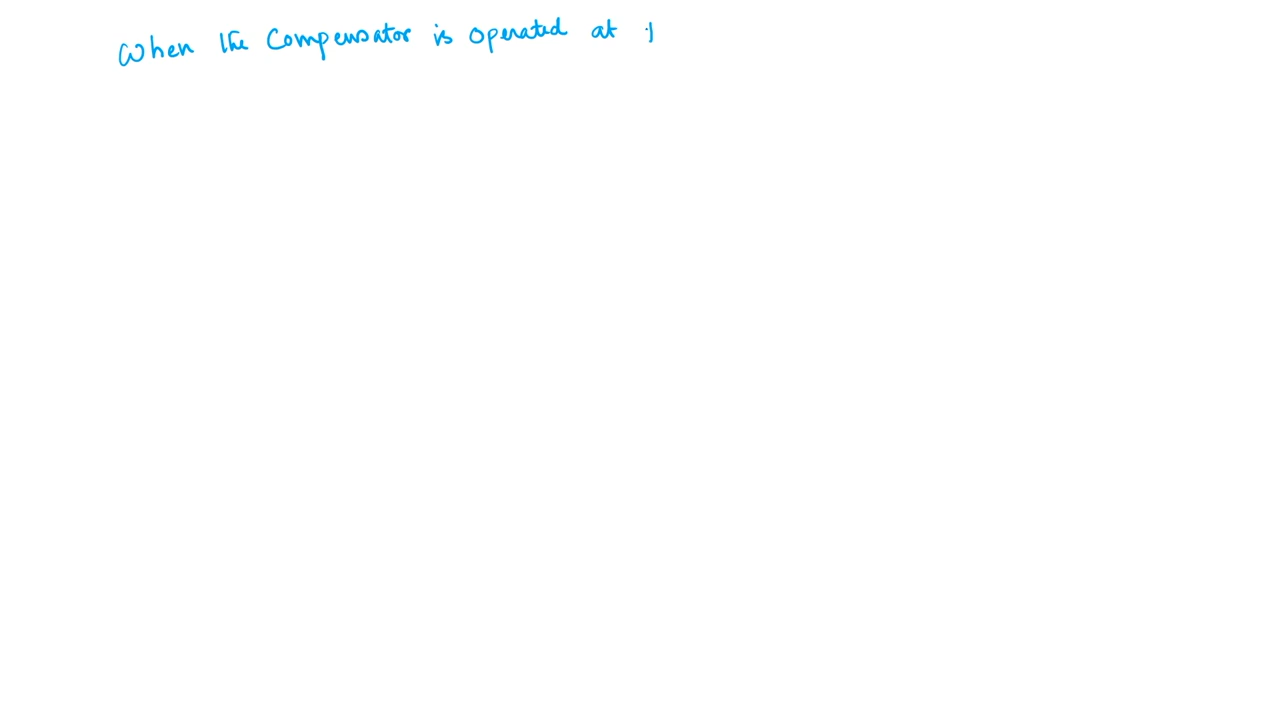 When the Compensator is operated at